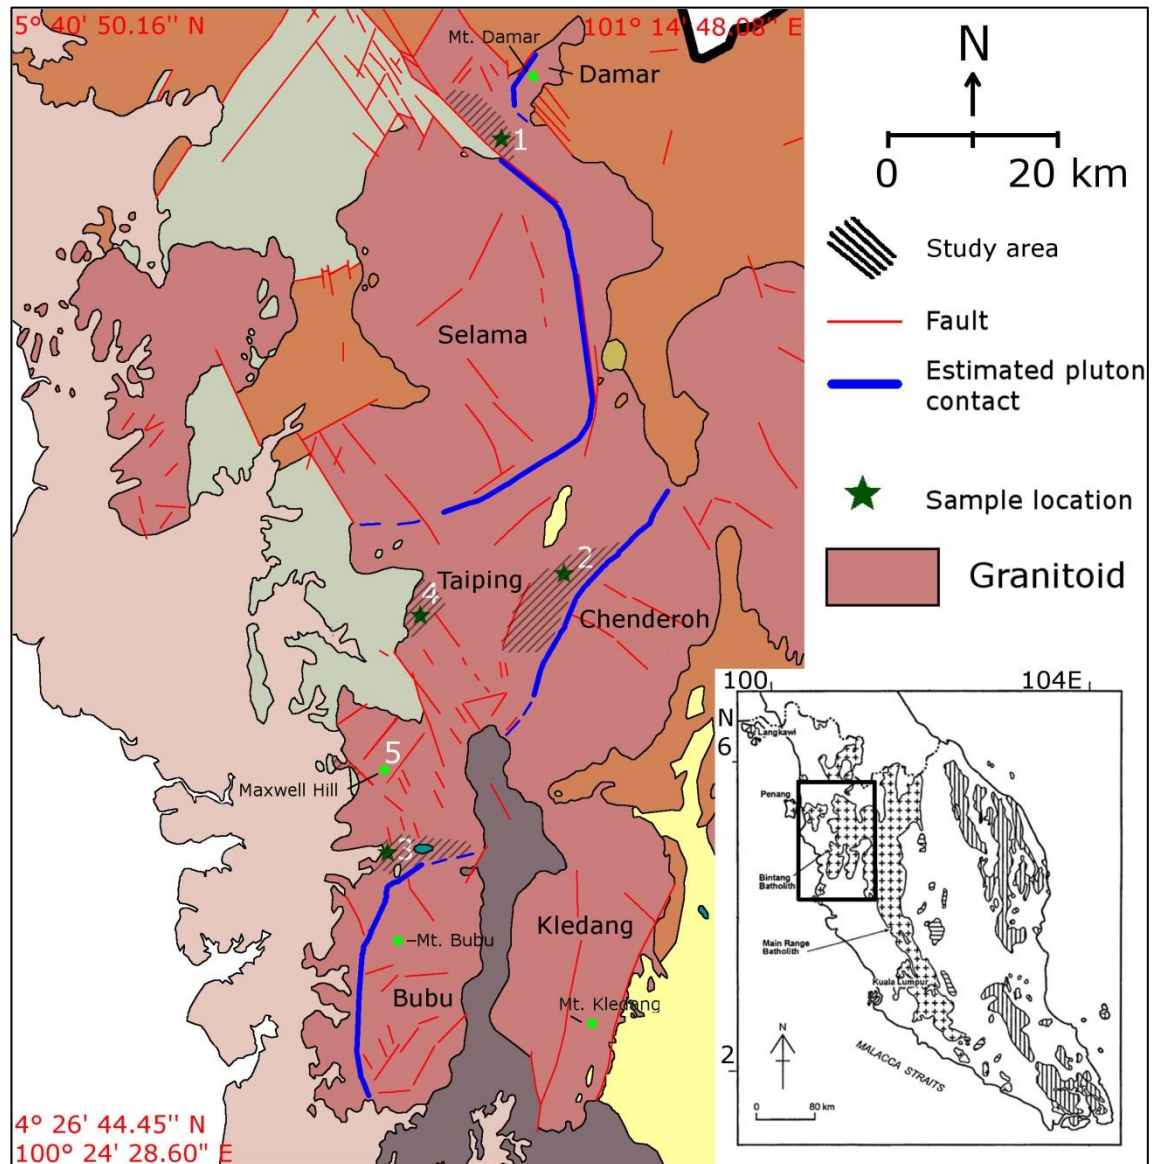 5° 40' 50.16'' N
101° 14' 48.08'' E
Mt. Damar
Damar
1
Selama
Taiping
2
4
Chenderoh
5
Maxwell Hill
3
Mt. Bubu
Bubu
Kledang
Mt. Kledang
4° 26' 44.45'' N
100° 24' 28.60'' E
N
0 20 km
Study area
Fault
Estimated pluton
contact
Sample location
Granitoid
100 104E
N
6
Langkawi
Penang
Bintang
Batholith
Main Range
Batholith
Kuala Lumpur
2
N
MALACCA STRAITS
0 80 km